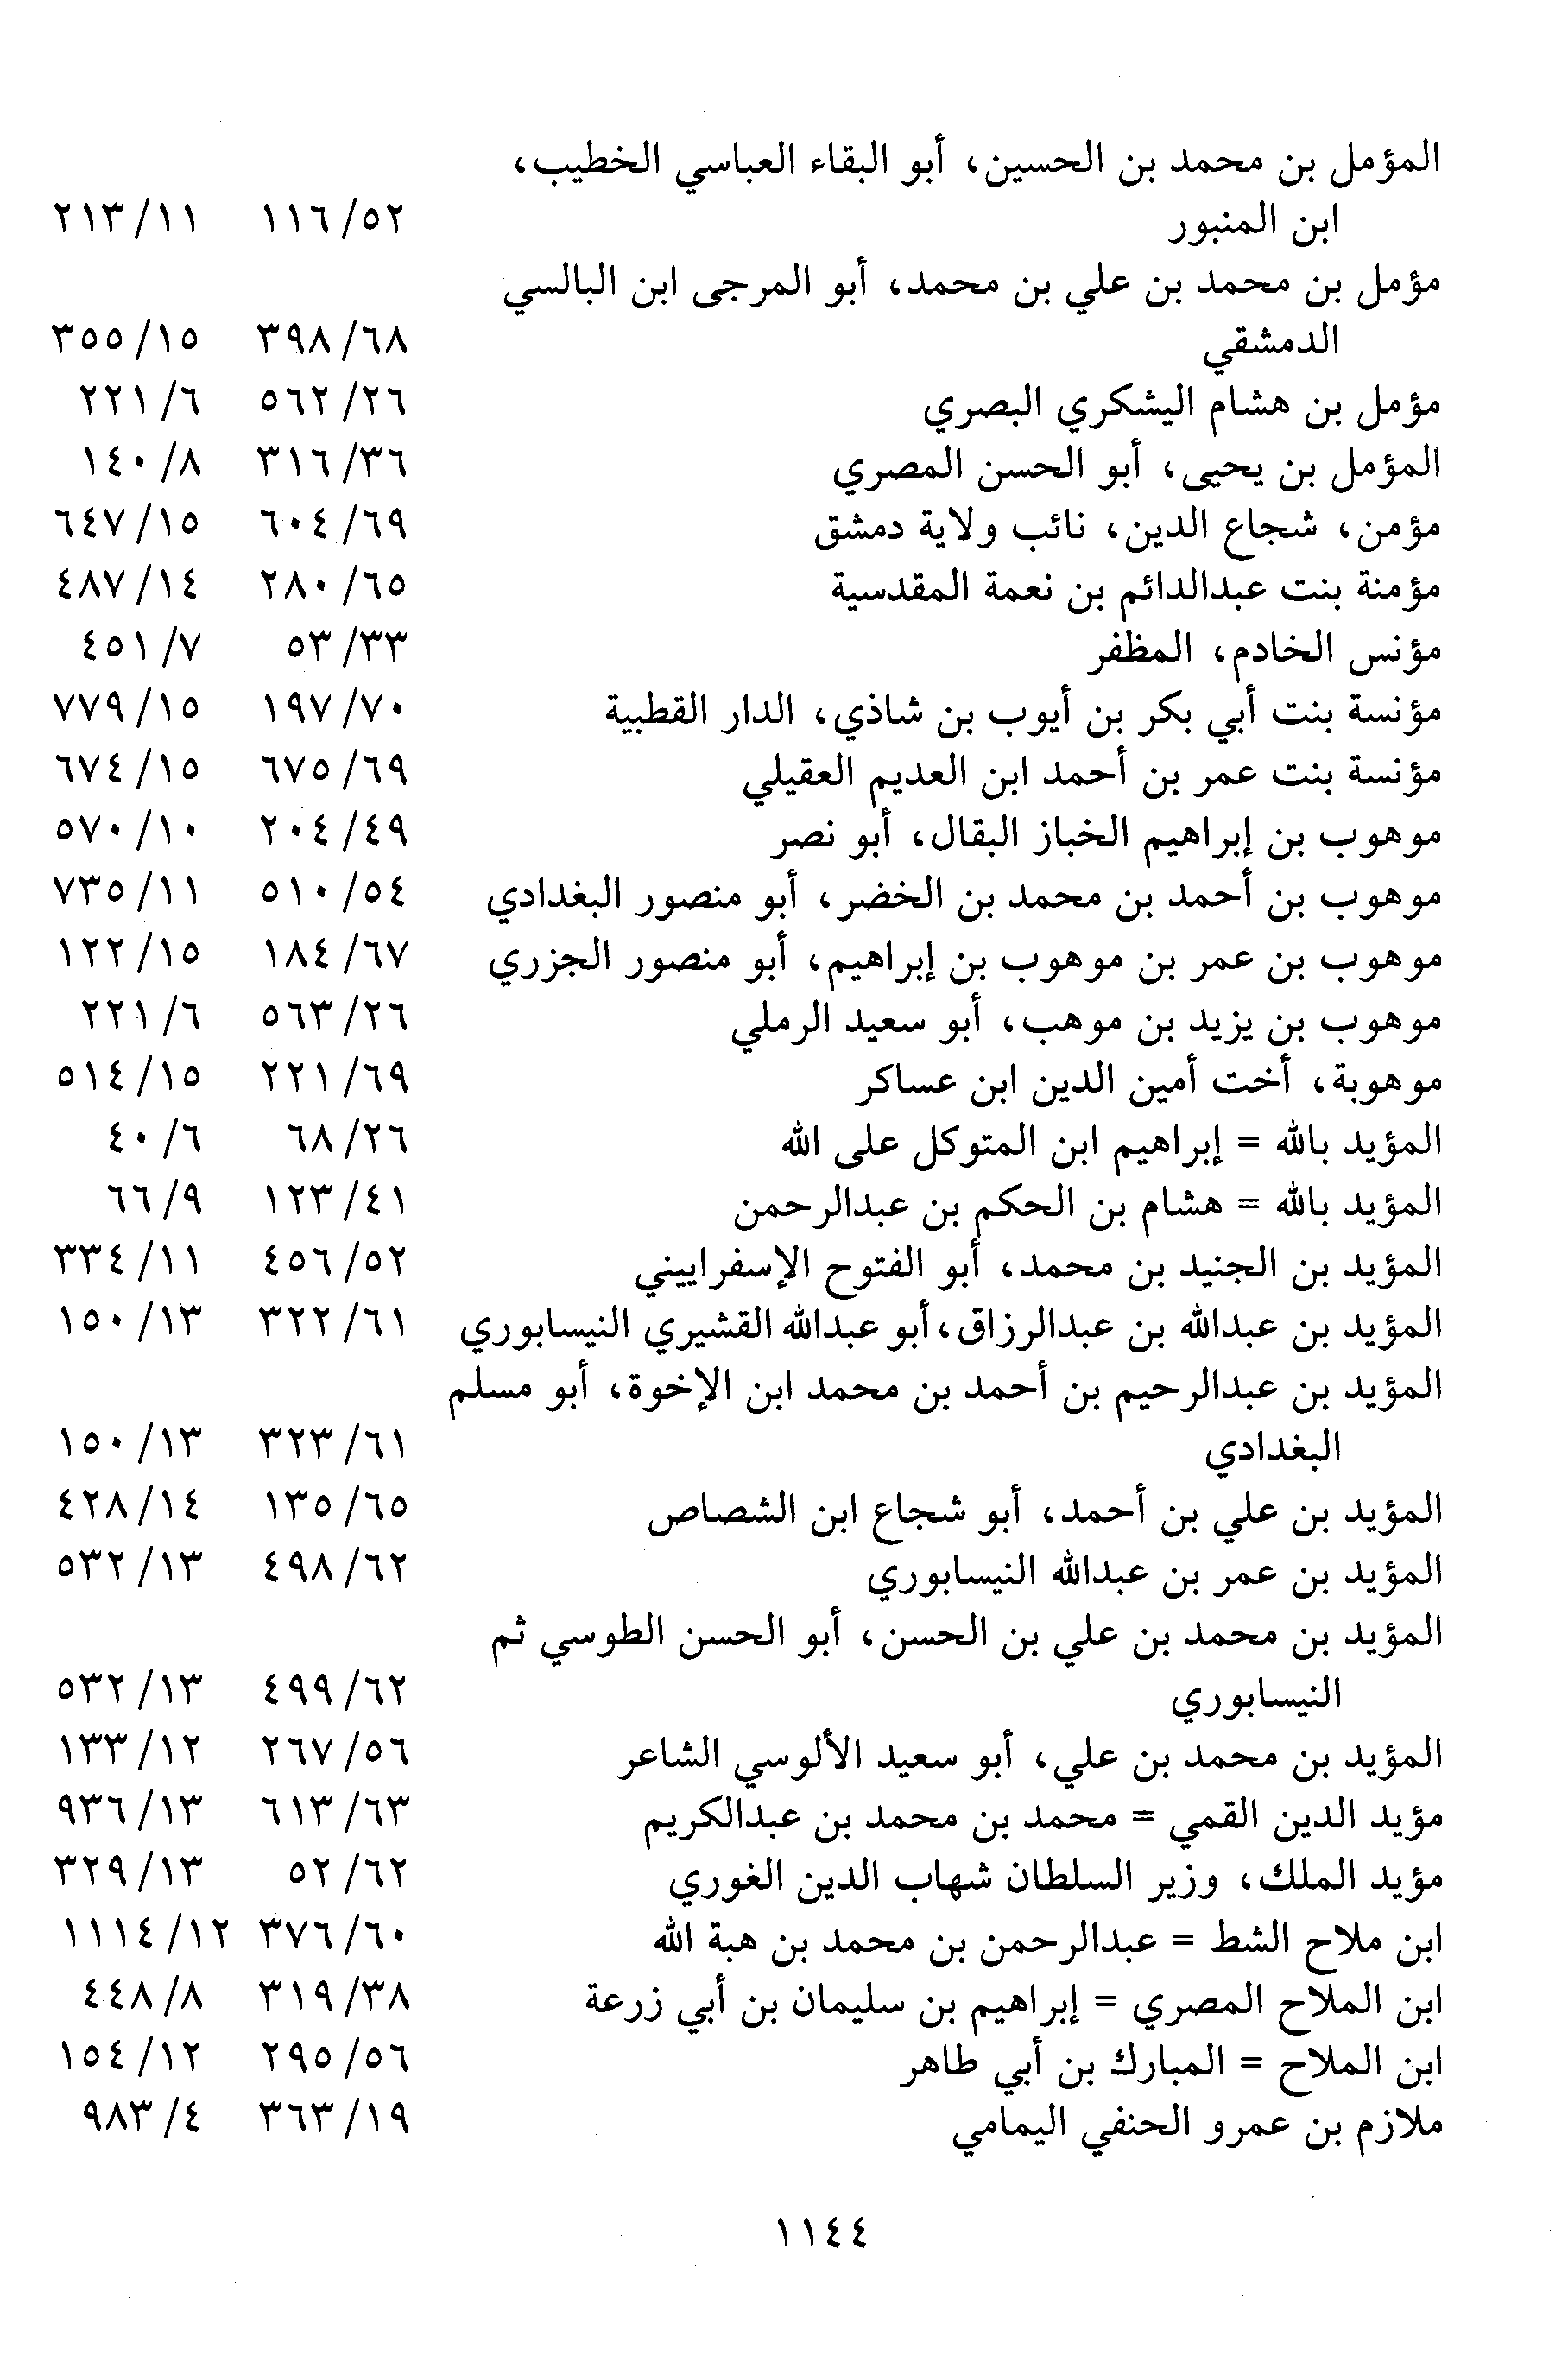 المؤمل بن محمد بن الحسين، أبو البقاء العباسي الخطيب،
ابن المنبور ٥٢/ ١١٦ ١١/ ٢١٣
مؤمل بن محمد بن علي بن محمد، أبو المرجى ابن البالسي
الدمشقي ٦٨/ ٣٩٨ ١٥/ ٣٥٥
مؤمل بن هشام اليشكري البصري ٢٦/ ٥٦٢ ٦/ ٢٢١
المؤمل بن يحيى، أبو الحسن المصري ٣٦/ ٣١٦ ٨/ ١٤٠
مؤمن، شجاع الدين، نائب ولاية دمشق ٦٩/ ٦٠٤ ١٥/ ٦٤٧
مؤمنة بنت عبدالدائم بن نعمة المقدسية ٦٥/ ٢٨٠ ١٤/ ٤٨٧
مؤنس الخادم، المظفر ٣٣/ ٥٣ ٧/ ٤٥١
مؤنسة بنت أبي بكر بن أيوب بن شاذي، الدار القطبية ٧٠/ ١٩٧ ١٥/ ٧٧٩
مؤنسة بنت عمر بن أحمد ابن العديم العقيلي ٦٩/ ٦٧٥ ١٥/ ٦٧٤
موهوب بن إبراهيم الخباز البقال، أبو نصر ٤٩/ ٢٠٤ ١٠/ ٥٧٠
موهوب بن أحمد بن محمد بن الخضر، أبو منصور البغدادي ٥٤/ ٥١٠ ١١/ ٧٣٥
موهوب بن عمر بن موهوب بن إبراهيم، أبو منصور الجزري ٦٧/ ١٨٤ ١٥/ ١٢٢
موهوب بن يزيد بن موهب، أبو سعيد الرملي ٢٦/ ٥٦٣ ٦/ ٢٢١
موهوبة، أخت أمين الدين ابن عساكر ٦٩/ ٢٢١ ١٥/ ٥١٤
المؤيد بالله = إبراهيم ابن المتوكل على الله ٢٦/ ٦٨ ٦/ ٤٠
المؤيد بالله = هشام بن الحكم بن عبدالرحمن ٤١/ ١٢٣ ٩/ ٦٦
المؤيد بن الجنيد بن محمد، أبو الفتوح الإسفراييني ٥٢/ ٤٥٦ ١١/ ٣٣٤
المؤيد بن عبدالله بن عبدالرزاق، أبو عبدالله القشيري النيسابوري ٦١/ ٣٢٢ ١٣/ ١٥٠
المؤيد بن عبدالرحيم بن أحمد بن محمد ابن الإخوة، أبو مسلم
البغدادي ٦١/ ٣٢٣ ١٣/ ١٥٠
المؤيد بن علي بن أحمد، أبو شجاع ابن الشصاص ٦٥/ ١٣٥ ١٤/ ٤٢٨
المؤيد بن عمر بن عبدالله النيسابوري ٦٢/ ٤٩٨ ١٣/ ٥٣٢
المؤيد بن محمد بن علي بن الحسن، أبو الحسن الطوسي ثم
النيسابوري ٦٢/ ٤٩٩ ١٣/ ٥٣٢
المؤيد بن محمد بن علي، أبو سعيد الألوسي الشاعر ٥٦/ ٢٦٧ ١٢/ ١٣٣
مؤيد الدين القمي = محمد بن محمد بن عبدالكريم ٦٣/ ٦١٣ ١٣/ ٩٣٦
مؤيد الملك، وزير السلطان شهاب الدين الغوري ٦٢/ ٥٢ ١٣/ ٣٢٩
ابن ملاح الشط = عبدالرحمن بن محمد بن هبة الله ٦٠/ ٣٧٦ ١٢/ ١١١٤
ابن الملاح المصري = إبراهيم بن سليمان بن أبي زرعة ٣٨/ ٣١٩ ٨/ ٤٤٨
ابن الملاح = المبارك بن أبي طاهر ٥٦/ ٢٩٥ ١٢/ ١٥٤
ملازم بن عمرو الحنفي اليمامي ١٩/ ٣٦٣ ٤/ ٩٨٣
١١٤٤